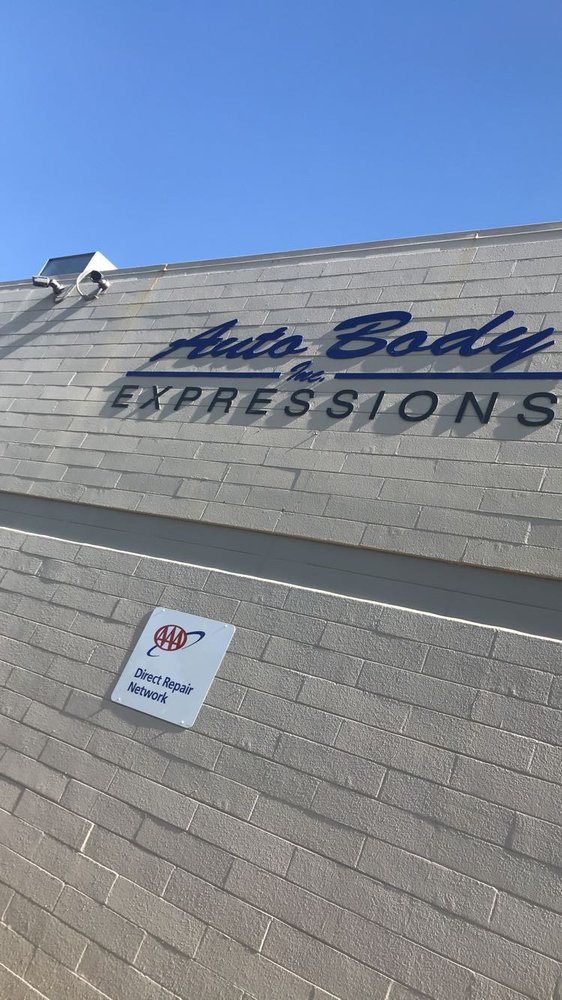 Auto Body
Inc.
EXPRESSIONS
AAA
Direct Repair
Network